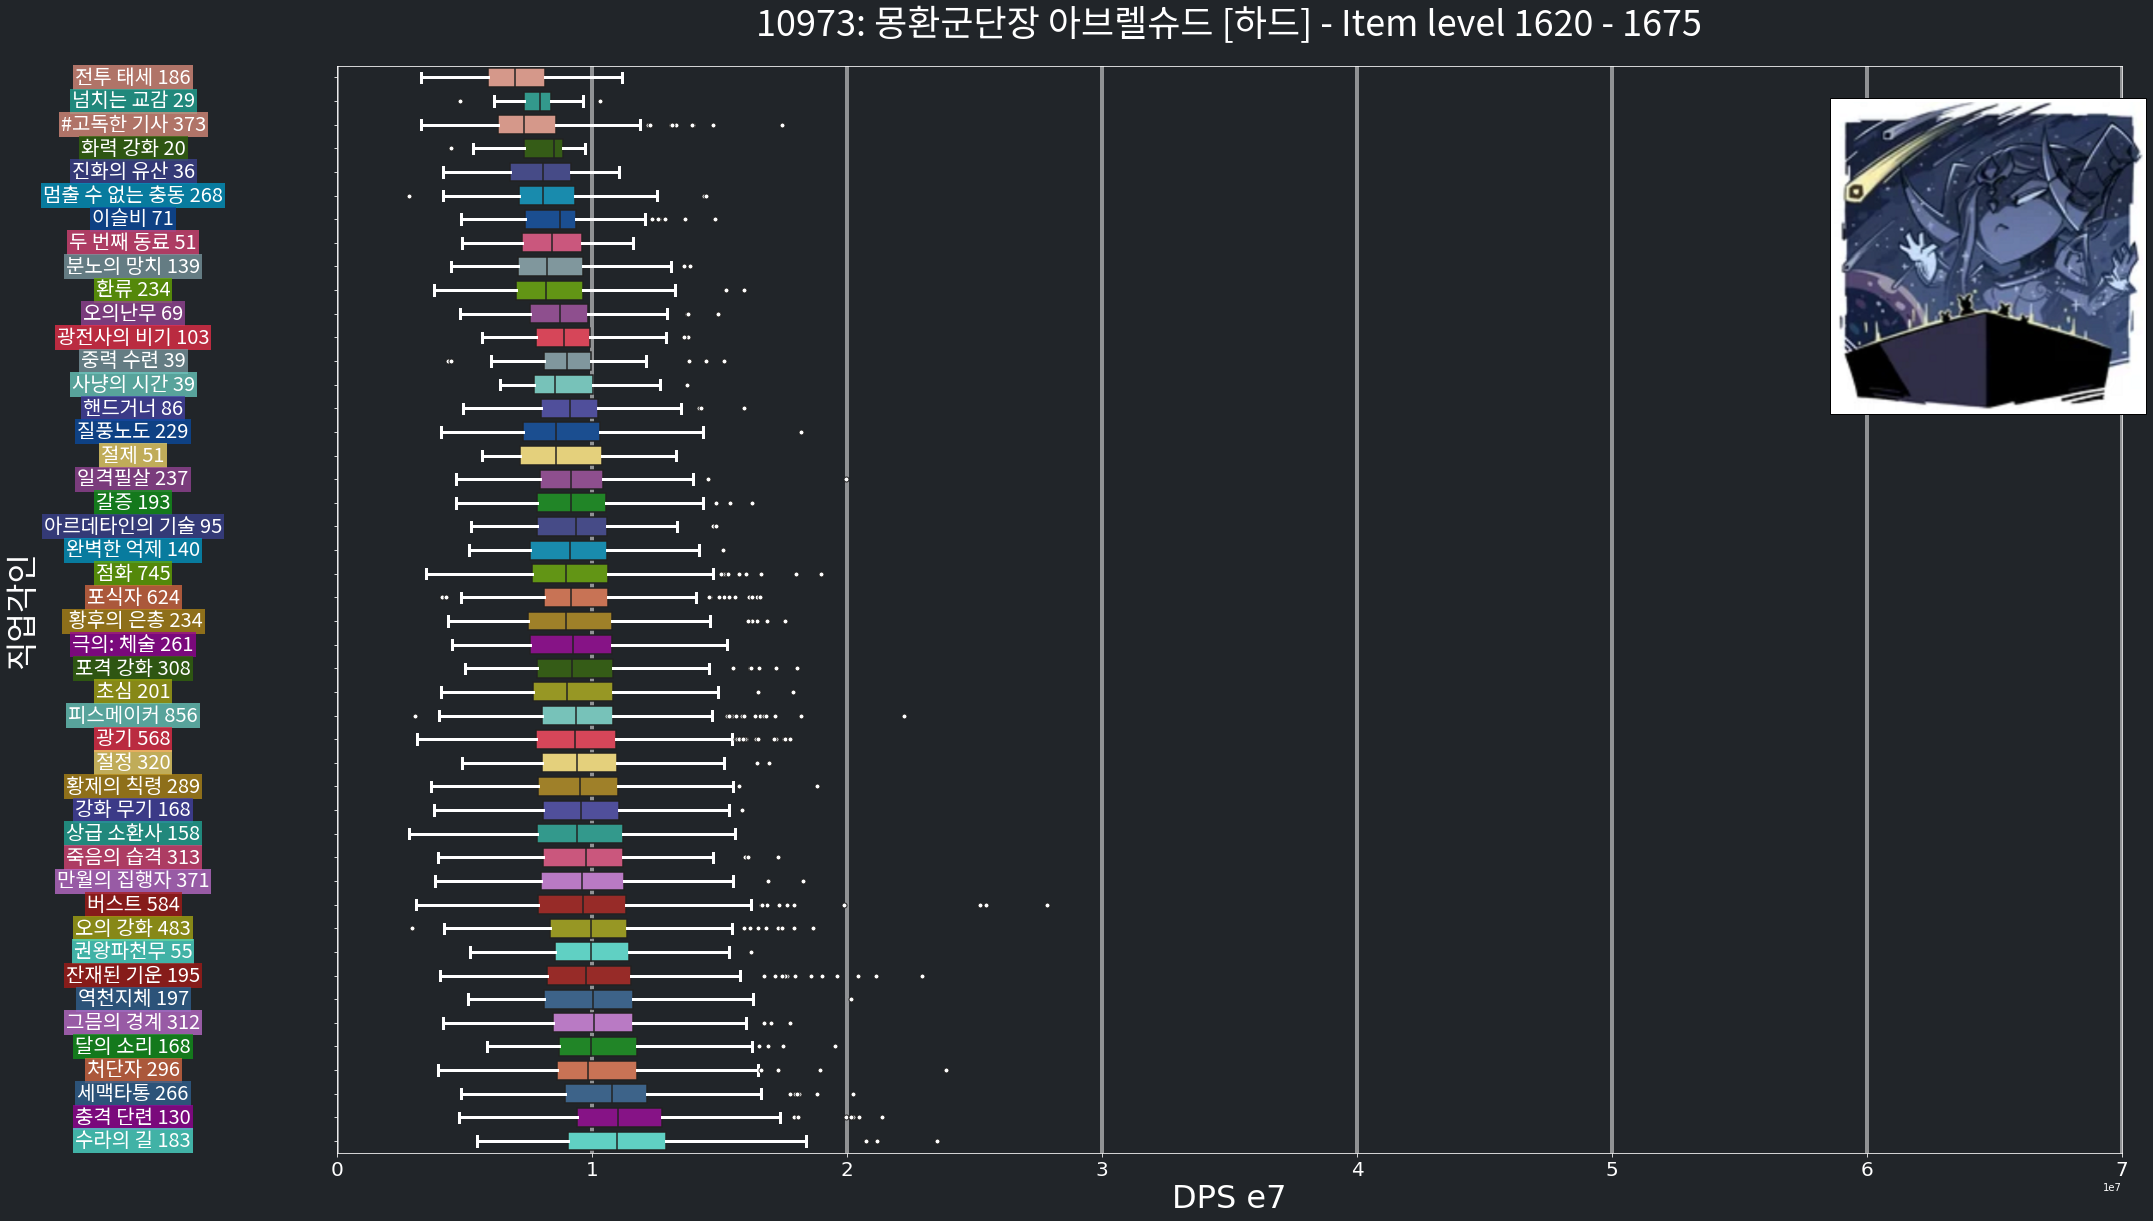 10973: 몽환군단장 아브렐슈드 [하드] - Item level 1620 - 1675
전투 태세 186
넘치는 교감 29
#고독한 기사 373
화력 강화 20
진화의 유산 36
멈출 수 없는 충동 268
이슬비 71
두 번째 동료 51
분노의 망치 139
환류 234
오의난무 69
광전사의 비기 103
중력 수련 39
사냥의 시간 39
핸드거너 86
질풍노도 229
절제 51
일격필살 237
갈증 193
아르데타인의 기술 95
완벽한 억제 140
점화 745
포식자 624
황후의 은총 234
극의: 체술 261
포격 강화 308
초심 201
피스메이커 856
광기 568
절정 320
황제의 칙령 289
강화 무기 168
상급 소환사 158
죽음의 습격 313
만월의 집행자 371
버스트 584
오의 강화 483
권왕파천무 55
잔재된 기운 195
역천지체 197
그믐의 경계 312
달의 소리 168
처단자 296
세맥타통 266
충격 단련 130
수라의 길 183
직업각인
0 1 2 3 4 5 6 7
1e7
DPS e7